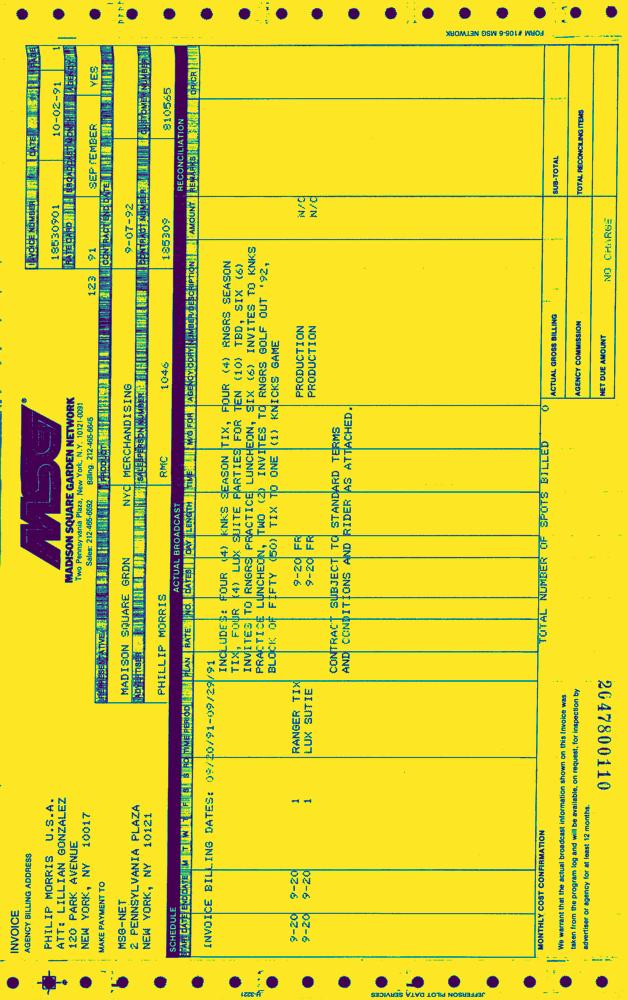 INVOICE
AGENCY BILLING ADDRESS
PHILIP MORRIS U.S.A.
ATT: LILLIAN GONZALEZ
120 PARK AVENUE
NEW YORK, NY 10017
MAKE PAYMENT TO
MSG-NET
2 PENNSYLVANIA PLAZA
NEW YORK, NY 10121
MSG®
MADISON SQUARE GARDEN NETWORK
Two Pennsylvania Plaza, New York, N.Y. 10121-0091
Sales: 212-465-6692 Billing: 212-465-6645
INVOICE NUMBER DATE PAGE
18530901 10-02-91 1
RATE CARD BROADCAST MONTH
123 91 SEPTEMBER YES
REPRESENTATIVE PRODUCT CONTRACT END DATE
MADISON SQUARE GRDN NYC MERCHANDISING 9-07-92
ADVERTISER SALESPERSON NUMBER CONTRACT NUMBER CUSTOMER NUMBER
PHILLIP MORRIS RMC 1046 185309 810565
SCHEDULE ACTUAL BROADCAST RECONCILIATION
START DATE END DATE M T W T F S S RO TIME PERIOD PLAN RATE NO. DATES DAY LENGTH TIME M/G FOR AGENCY COPY NUMBER/DESCRIPTION AMOUNT REMARKS DR/CR
INVOICE BILLING DATES: 09/20/91-09/29/91
INCLUDES: FOUR (4) KNKS SEASON TIX, FOUR (4) RNGRS SEASON
TIX, FOUR (4) LUX SUITE PARTIES FOR TEN (10) TBD, SIX (6)
INVITES TO RNGRS PRACTICE LUNCHEON, SIX (6) INVITES TO KNKS
PRACTICE LUNCHEON, TWO (2) INVITES TO RNGRS GOLF OUT '92,
BLOCK OF FIFTY (50) TIX TO ONE (1) KNICKS GAME
9-20 9-20 1 RANGER TIX 9-20 FR PRODUCTION N/C
9-20 9-20 1 LUX SUTIE 9-20 FR PRODUCTION N/C
CONTRACT SUBJECT TO STANDARD TERMS
AND CONDITIONS AND RIDER AS ATTACHED.
TOTAL NUMBER OF SPOTS BILLED 0
MONTHLY COST CONFIRMATION
We warrant that the actual broadcast information shown on this invoice was
taken from the program log and will be available, on request, for inspection by
advertiser or agency for at least 12 months.
2047800110
ACTUAL GROSS BILLING SUB-TOTAL
AGENCY COMMISSION TOTAL RECONCILING ITEMS
NET DUE AMOUNT NO CHARGE
FORM #105-6 MSG NETWORK
JEFFERSON PILOT DATA SERVICES